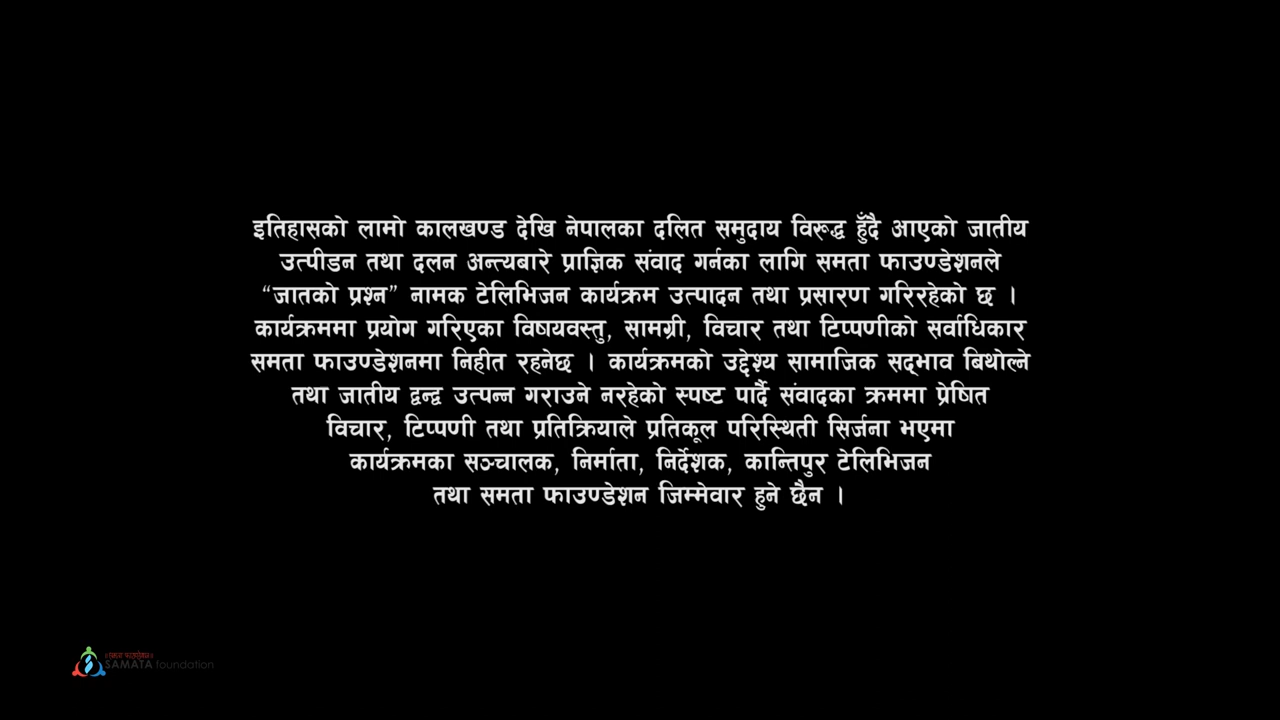 इतिहासको लामो कालखण्ड देखि नेपालका दलित समुदाय विरूद्ध हुँदै आएको जातीय
उत्पीडन तथा दलन अन्त्यबारे प्राज्ञिक संवाद गर्नका लागि समता फाउण्डेशनले
“जातको प्रश्न” नामक टेलिभिजन कार्यक्रम उत्पादन तथा प्रसारण गरिरहेको छ ।
कार्यक्रममा प्रयोग गरिएका विषयवस्तु, सामग्री, विचार तथा टिप्पणीको सर्वाधिकार
समता फाउण्डेशनमा निहीत रहनेछ । कार्यक्रमको उद्देश्य सामाजिक सद्‌भाव बिथोल्ने
तथा जातीय द्वन्द्व उत्पन्न गराउने नरहेको स्पष्ट पार्दै संवादका क्रममा प्रेषित
विचार, टिप्पणी तथा प्रतिक्रियाले प्रतिकूल परिस्थिती सिर्जना भएमा
कार्यक्रमका सञ्चालक, निर्माता, निर्देशक, कान्तिपुर टेलिभिजन
तथा समता फाउण्डेशन जिम्मेवार हुने छैन ।
SAMATA foundation